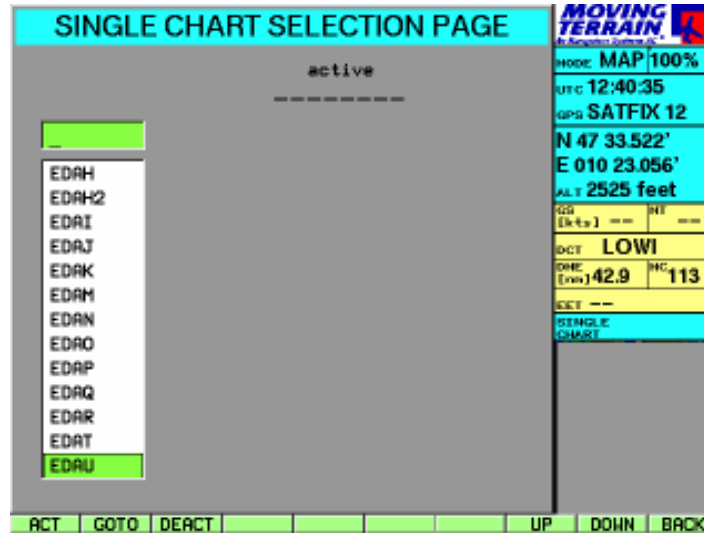 SINGLE CHART SELECTION PAGE
active
--------
_
EDAH
EDAH2
EDAI
EDAJ
EDAK
EDAM
EDAN
EDAO
EDAP
EDAQ
EDAR
EDAT
EDAU
MOVING
TERRAIN
MODE MAP 100%
UTC 12:40:35
GPS SATFIX 12
N 47 33.522'
E 010 23.056'
ALT 2525 feet
GS [kts] -- MT --
DCT LOWI
DME [nm] 42.9 MC 113
EET --
SINGLE
CHART
ACT GOTO DEACT UP DOWN BACK